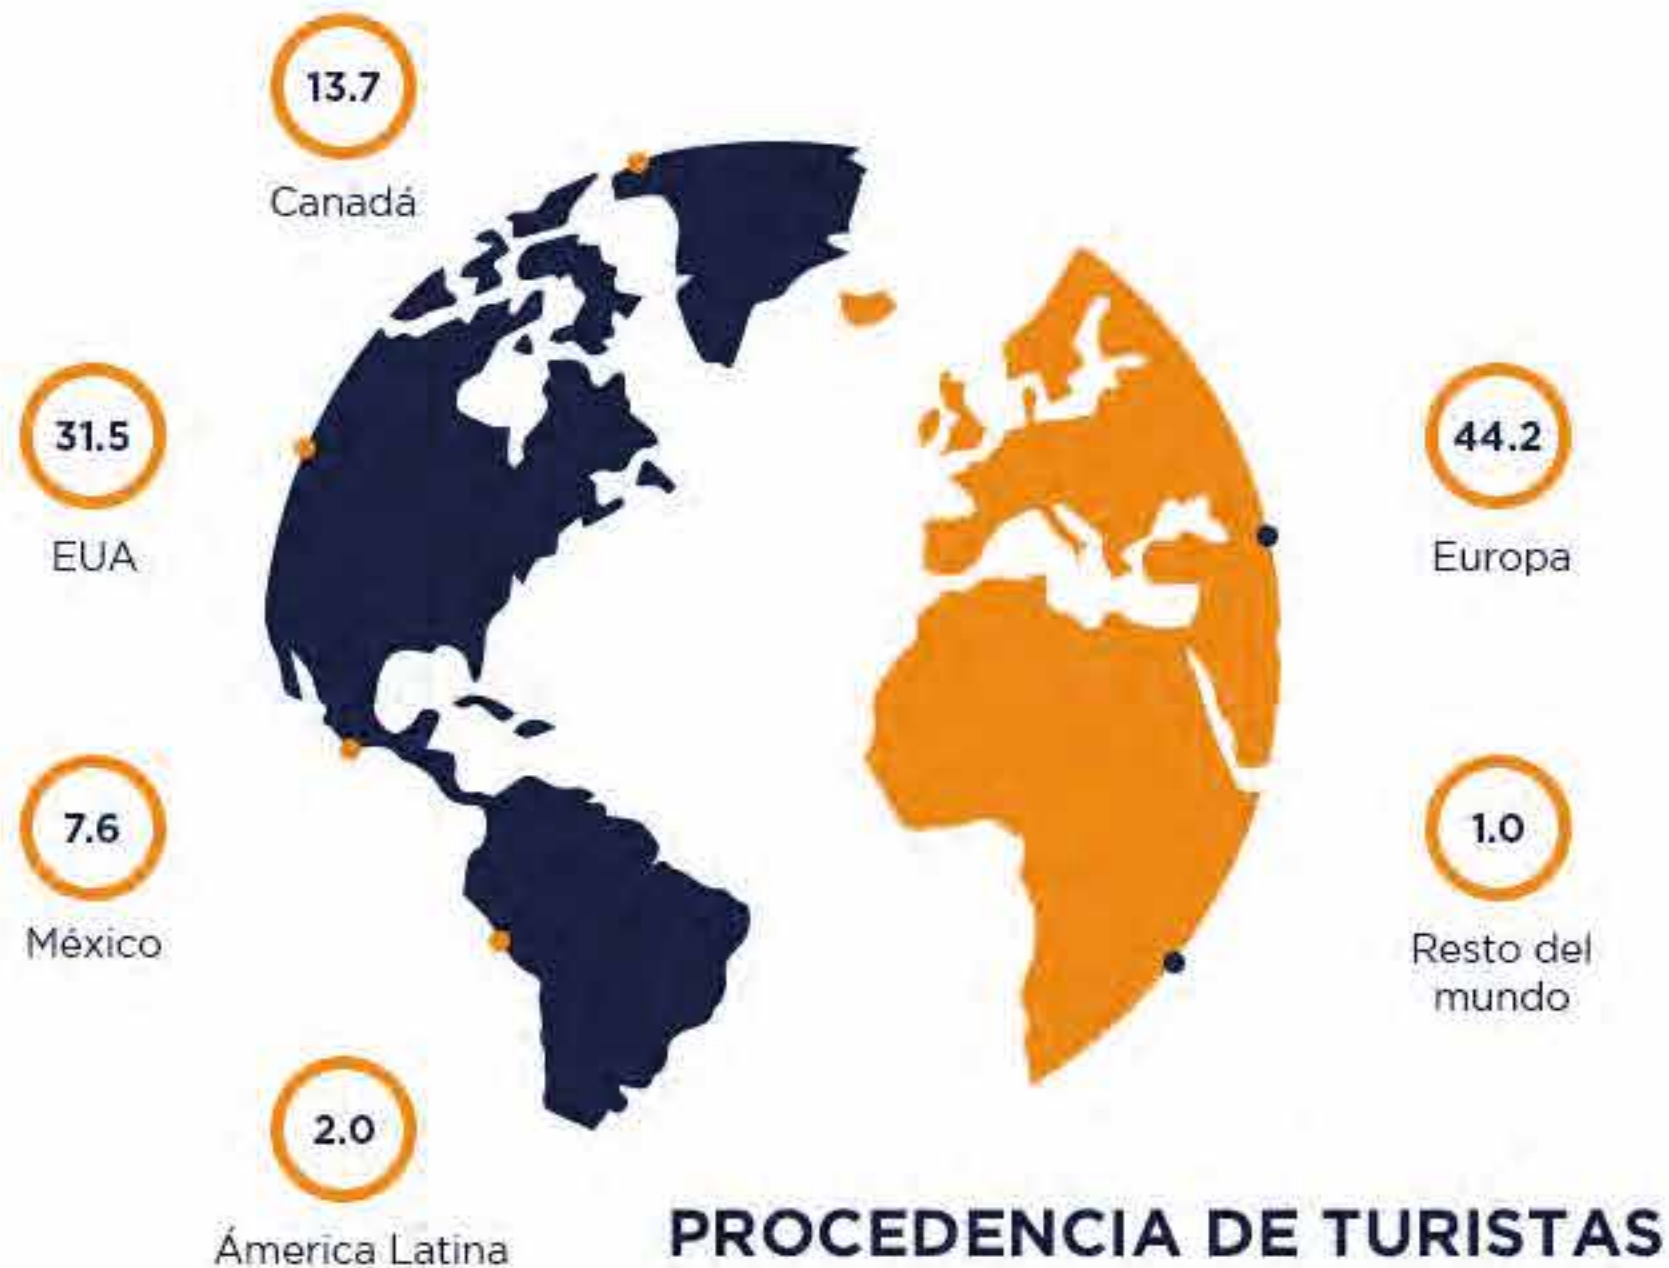 13.7
Canadá
31.5
EUA
44.2
Europa
7.6
México
1.0
Resto del
mundo
2.0
Ámerica Latina
PROCEDENCIA DE TURISTAS